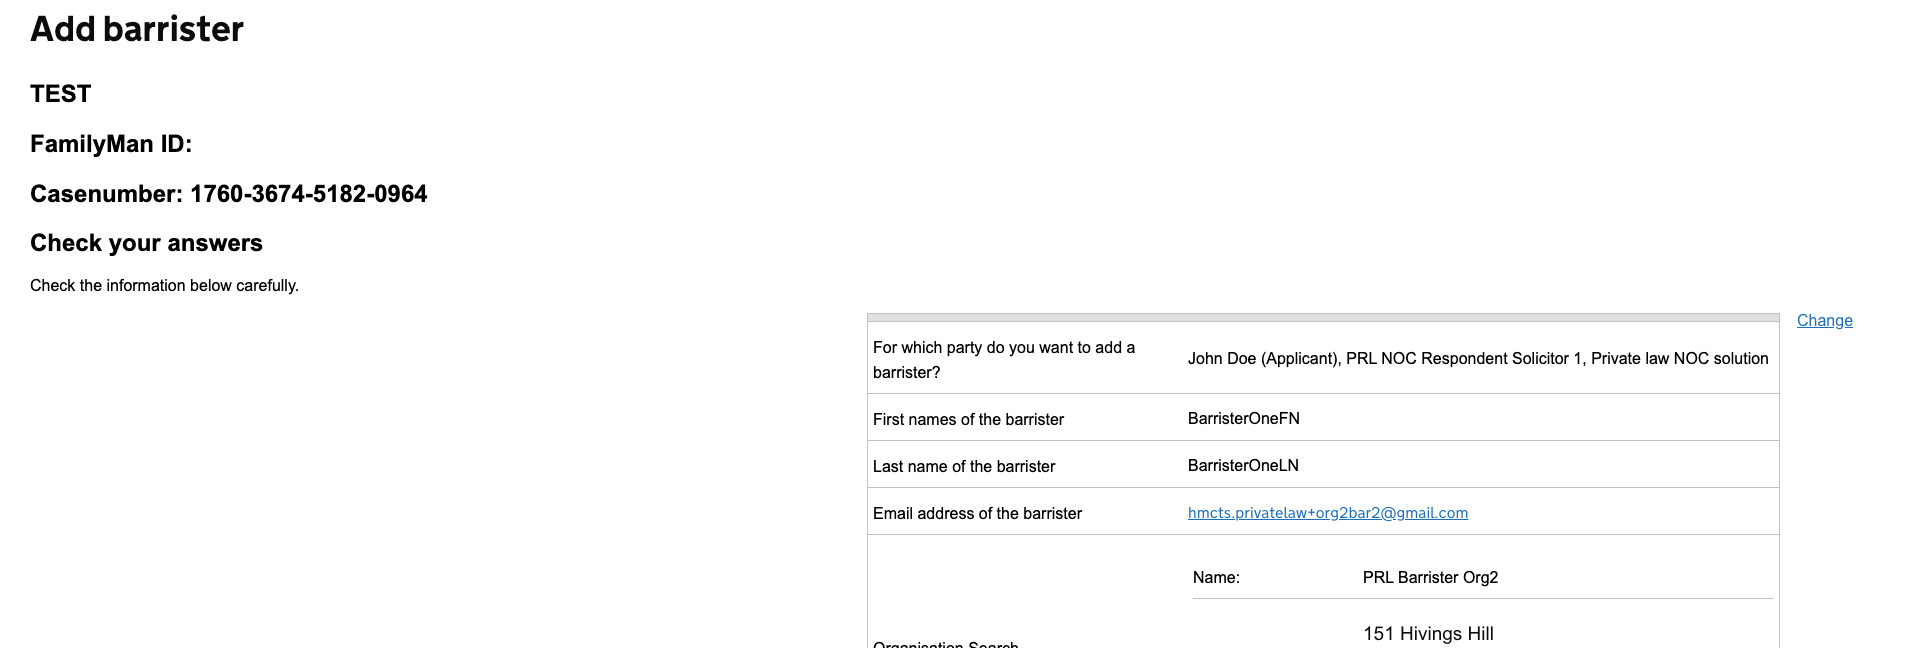 Add barrister
TEST
FamilyMan ID:
Casenumber: 1760-3674-5182-0964
Check your answers
Check the information below carefully.
Change
For which party do you want to add a
barrister?
John Doe (Applicant), PRL NOC Respondent Solicitor 1, Private law NOC solution
First names of the barrister
BarristerOneFN
Last name of the barrister
BarristerOneLN
Email address of the barrister
hmcts.privatelaw+org2bar2@gmail.com
Name:
PRL Barrister Org2
151 Hivings Hill
Organisation Search